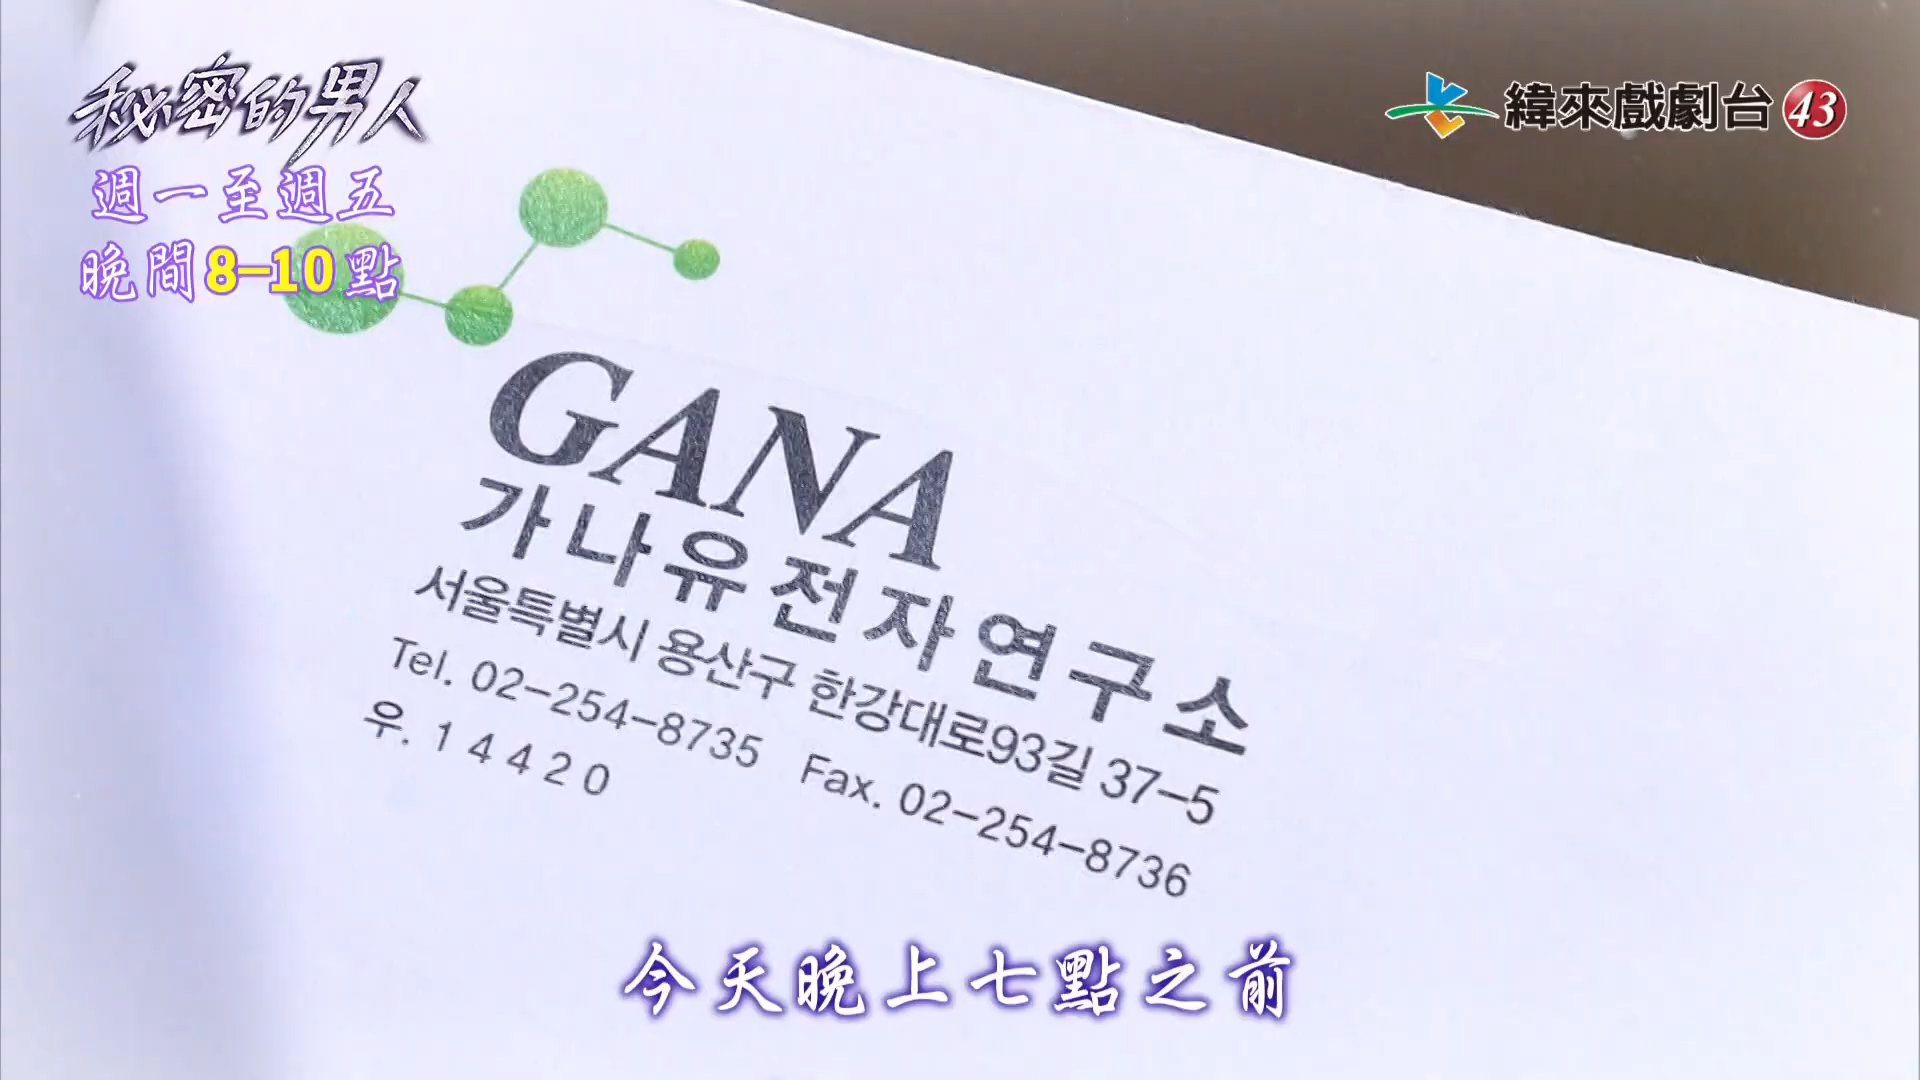 秘密的男人
週一至週五
晚間8-10點
緯來戲劇台43
GANA
가나유전자연구소
서울특별시 용산구 한강대로93길 37-5
Tel. 02-254-8735 Fax. 02-254-8736
우. 14420
今天晚上七點之前